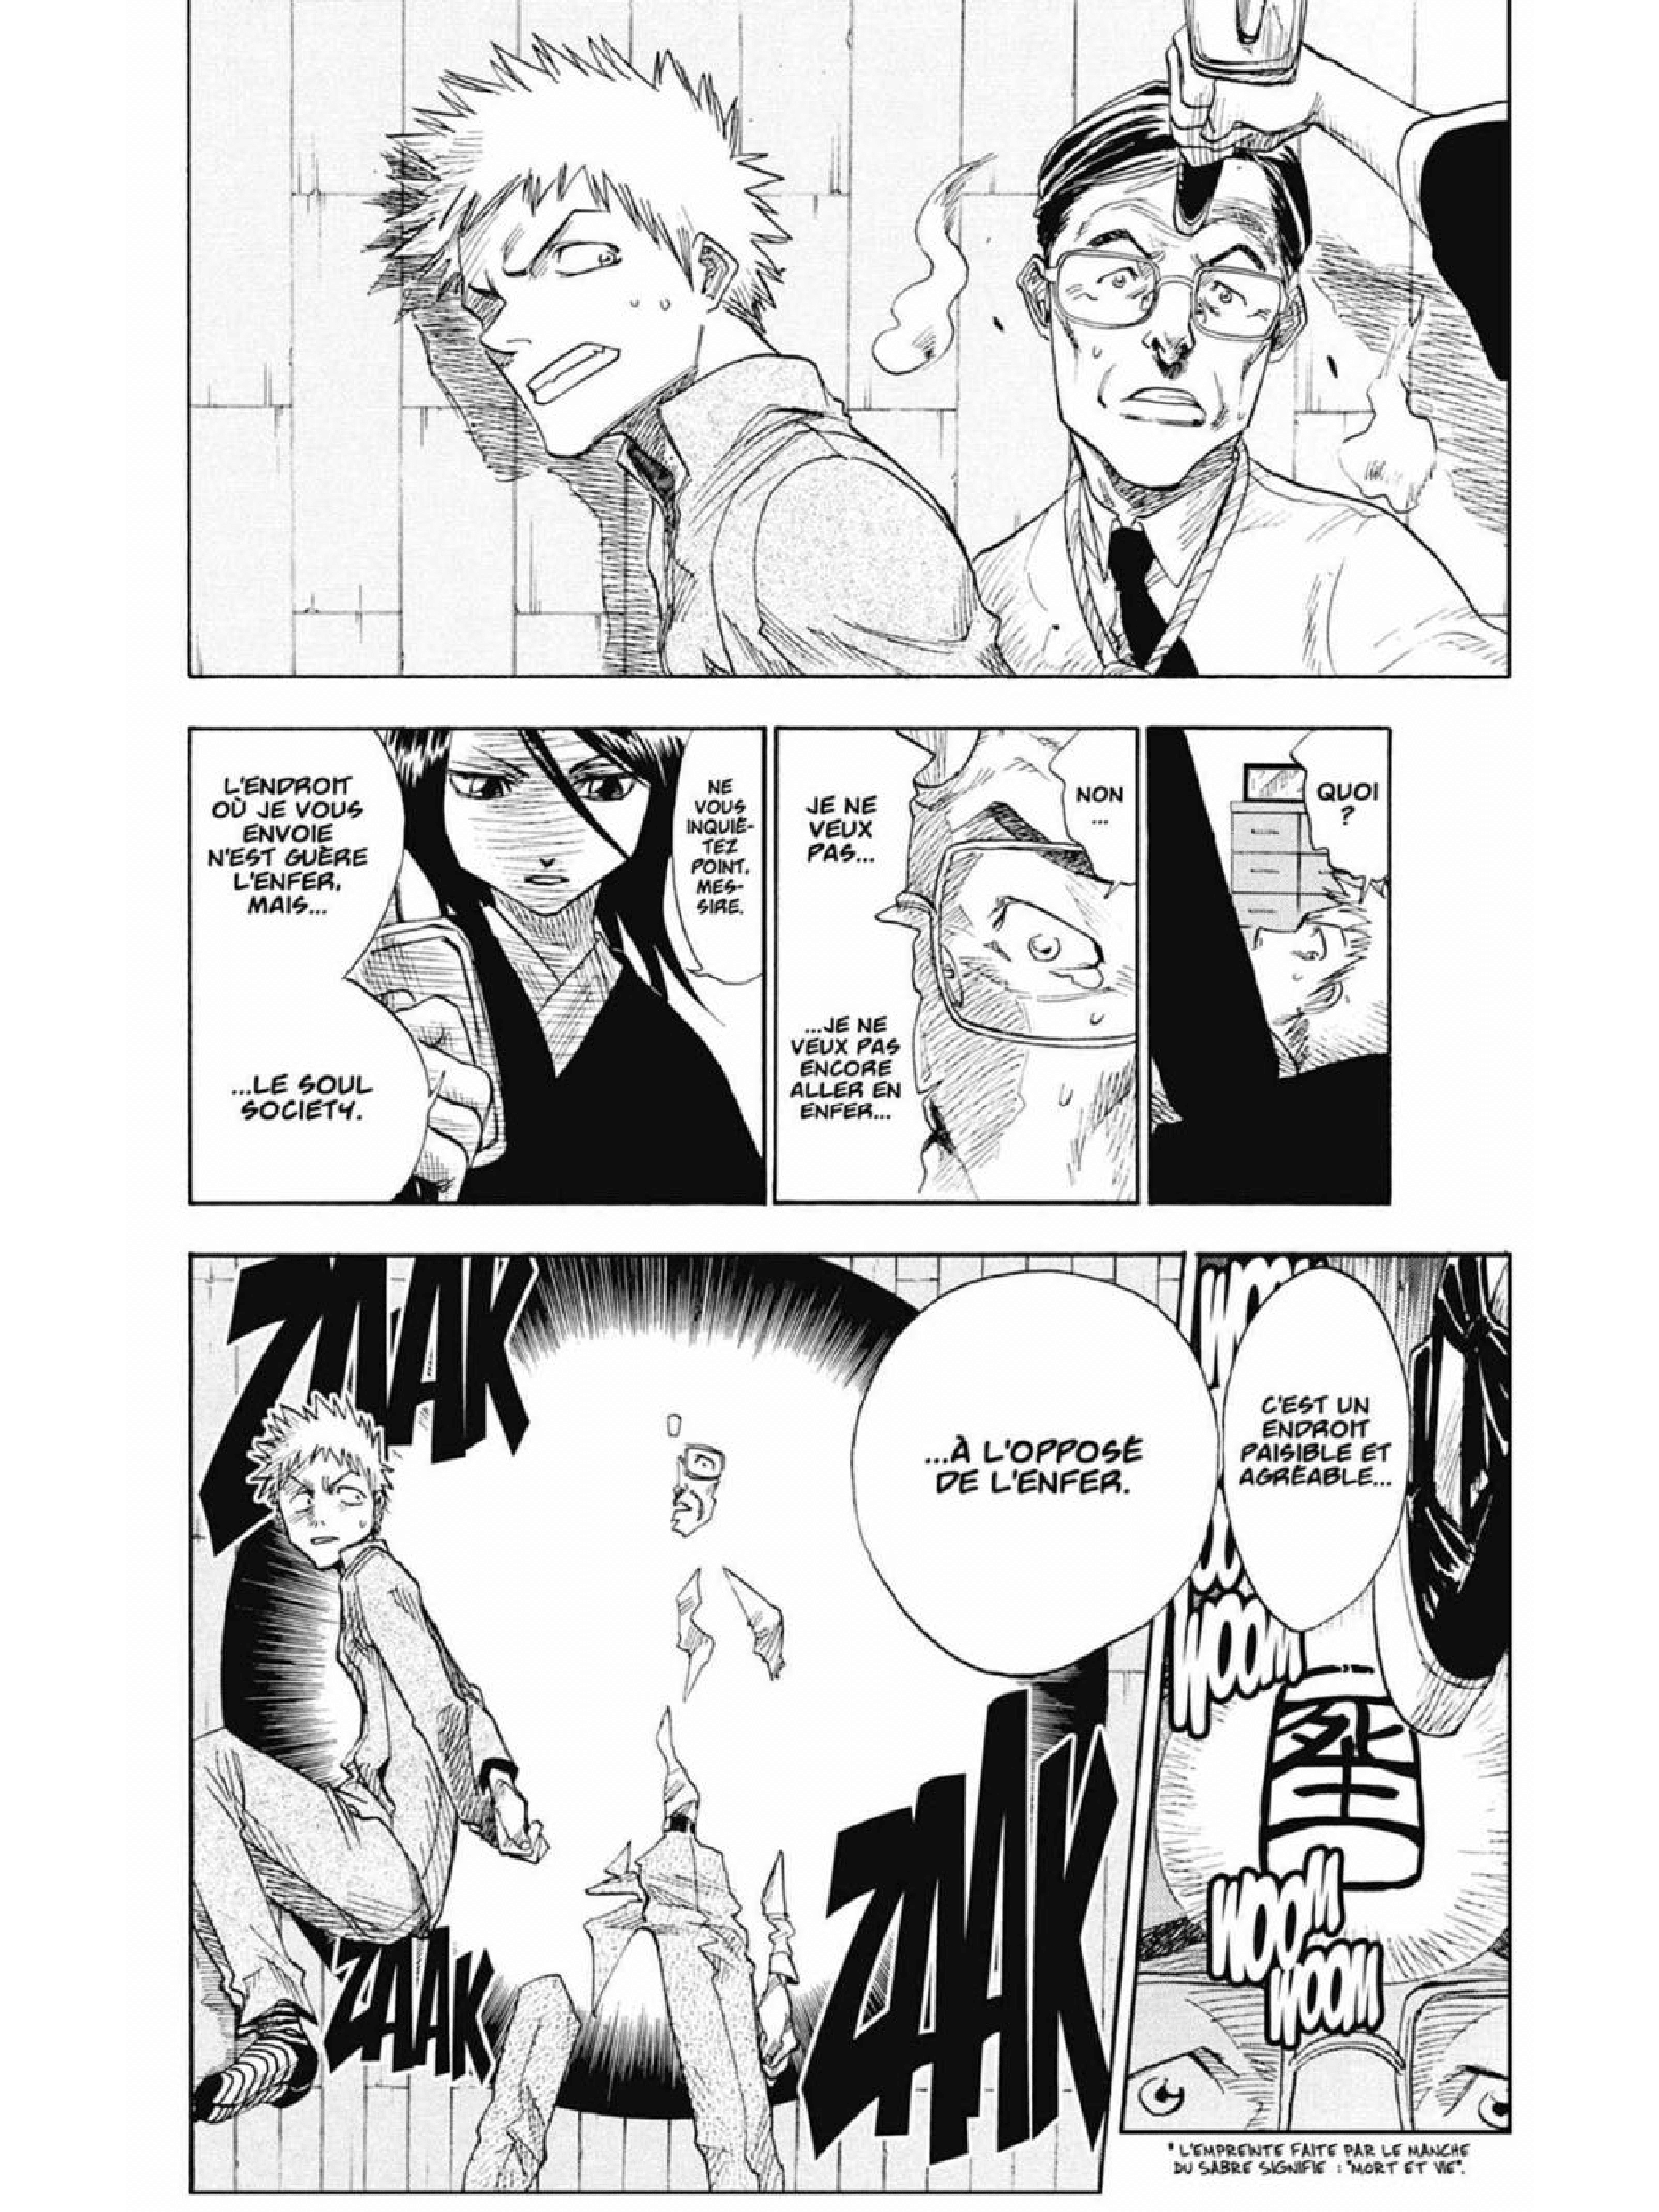 QUOI
?
NON
...
JE NE
VEUX
PAS...
...JE NE
VEUX PAS
ENCORE
ALLER EN
ENFER...
NE
VOUS
INQUIÉ-
TEZ
POINT,
MES-
SIRE.
L'ENDROIT
OÙ JE VOUS
ENVOIE
N'EST GUÈRE
L'ENFER,
MAIS...
...LE SOUL
SOCIETY.
C'EST UN
ENDROIT
PAISIBLE ET
AGRÉABLE...
WOOM
WOOM
WOOM
...À L'OPPOSÉ
DE L'ENFER.
ZAAK
ZAAK
ZAAK
* L'EMPREINTE FAITE PAR LE MANCHE
DU SABRE SIGNIFIE : "MORT ET VIE".